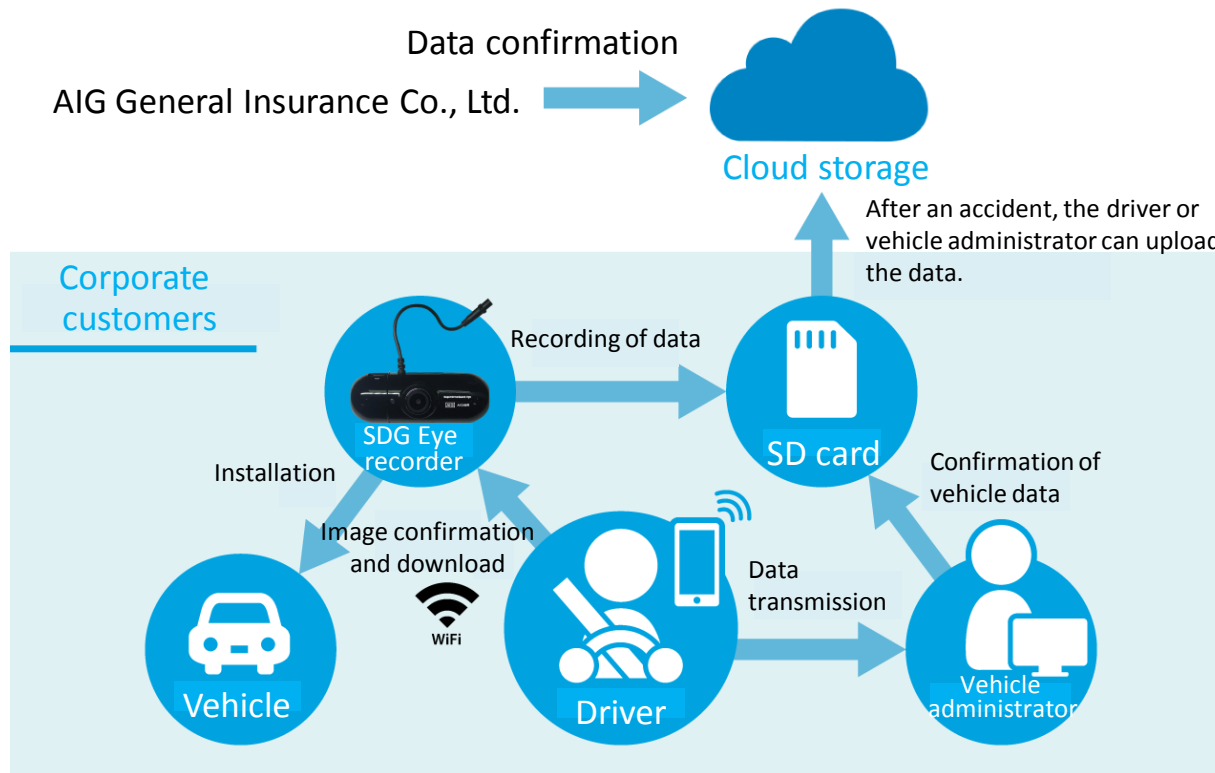 Data confirmation
AIG General Insurance Co., Ltd.
Cloud storage
After an accident, the driver or
vehicle administrator can upload
the data.
Corporate
customers
Recording of data
SDG Eye
recorder
SD card
Installation
Confirmation of
vehicle data
Image confirmation
and download
WiFi
Data
transmission
Vehicle
Driver
Vehicle
administrator